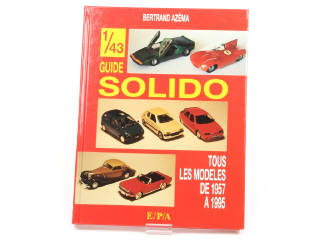 BERTRAND AZÉMA
1/43
GUIDE
SOLIDO
TOUS
LES MODELES
DE 1957
À 1995
E/P/A